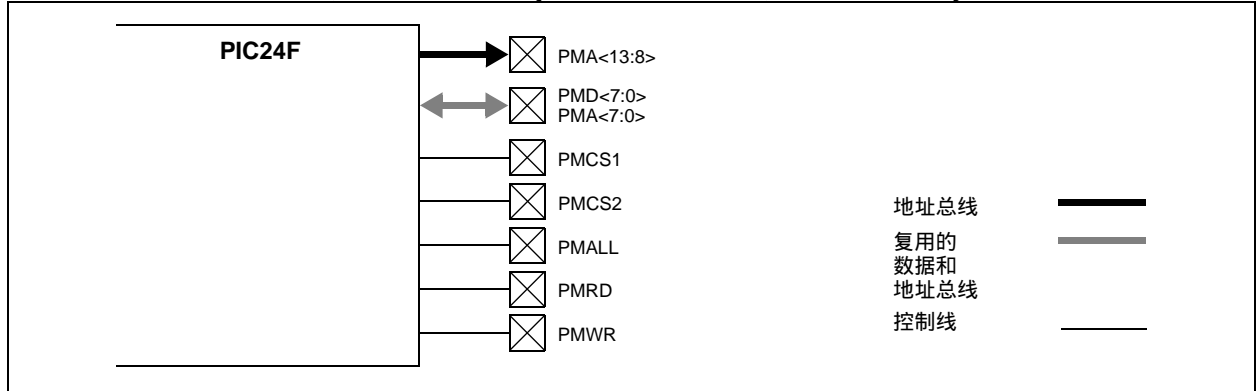 PIC24F
PMA<13:8>
PMD<7:0>
PMA<7:0>
PMCS1
PMCS2
PMALL
PMRD
PMWR
地址总线
复用的
数据和
地址总线
控制线